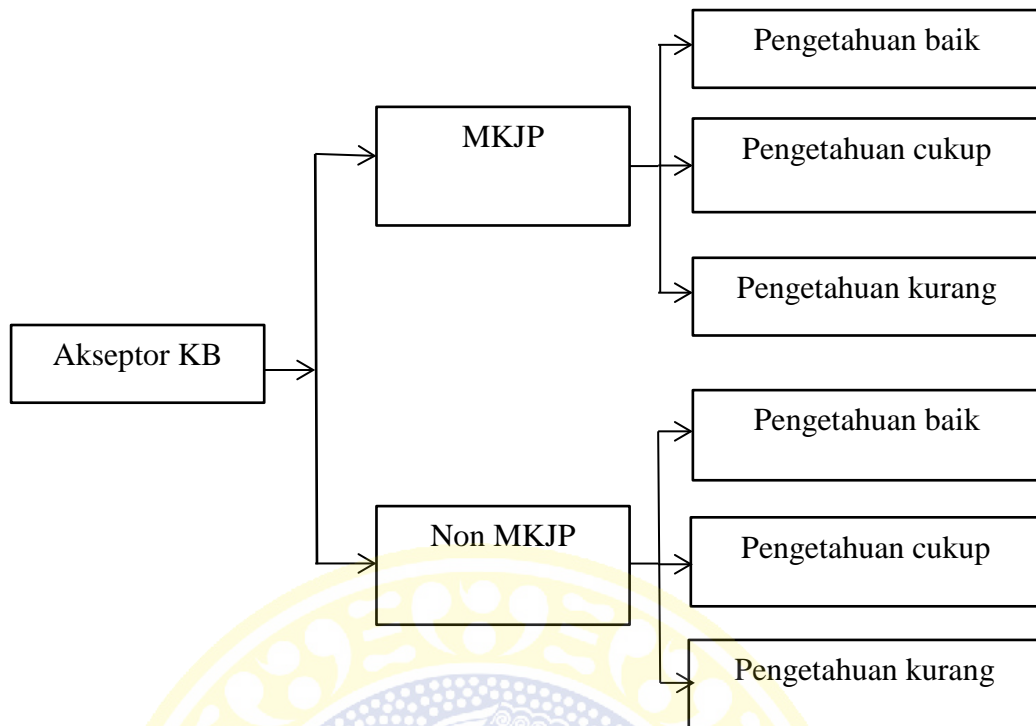 Akseptor KB
MKJP
Pengetahuan baik
Pengetahuan cukup
Pengetahuan kurang
Non MKJP
Pengetahuan baik
Pengetahuan cukup
Pengetahuan kurang